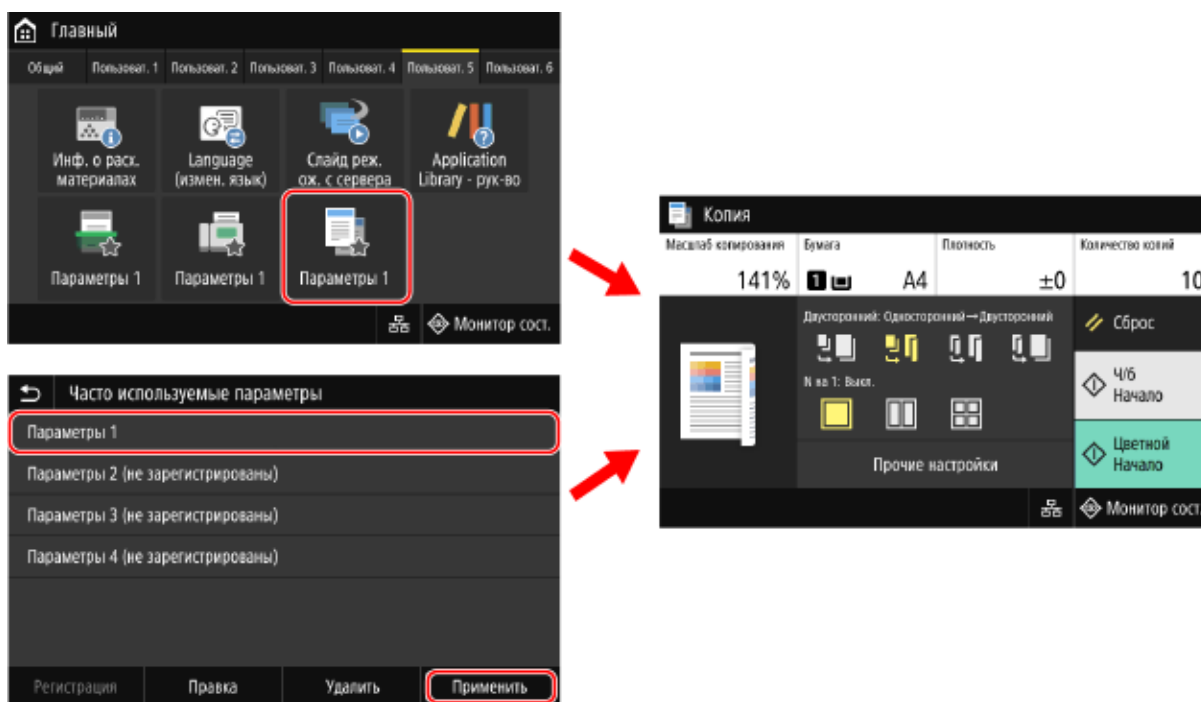 Главный
Общий Пользоват. 1 Пользоват. 2 Пользоват. 3 Пользоват. 4 Пользоват. 5 Пользоват. 6
Инф. о расх.
материалах
Language
(измен. язык)
Слайд реж.
ож. с сервера
Application
Library - рук-во
Параметры 1
Параметры 1
Параметры 1
Монитор сост.
Часто используемые параметры
Параметры 1
Параметры 2 (не зарегистрированы)
Параметры 3 (не зарегистрированы)
Параметры 4 (не зарегистрированы)
Регистрация Правка Удалить Применить
Копия
Масштаб копирования Бумага Плотность Количество копий
141% 1 A4 ±0 10
Двусторонний: Односторонний→Двусторонний
N на 1: Выкл.
Прочие настройки
Сброс
Ч/б
Начало
Цветной
Начало
Монитор сост.